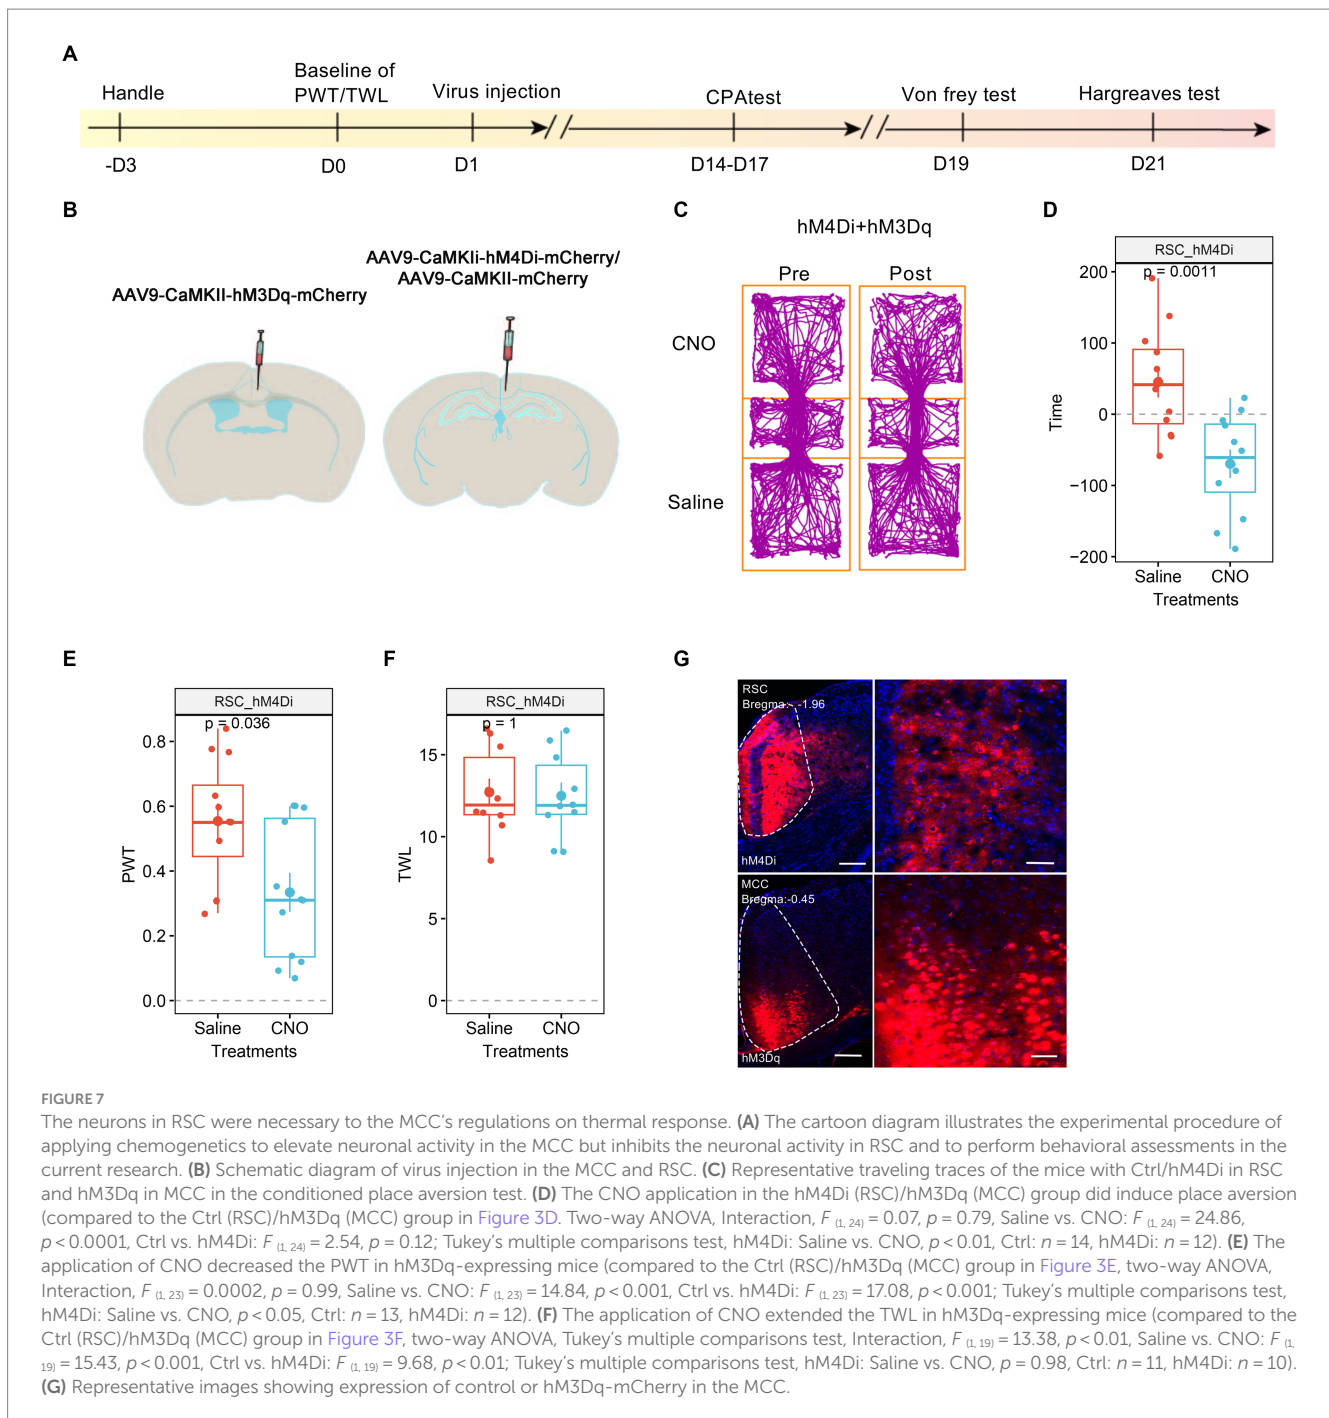 A
Handle
Baseline of
PWT/TWL
Virus injection
CPAtest
Von frey test
Hargreaves test
-D3
D0
D1
D14-D17
D19
D21
B
AAV9-CaMKII-hM3Dq-mCherry
AAV9-CaMKIi-hM4Di-mCherry/
AAV9-CaMKII-mCherry
C
hM4Di+hM3Dq
Pre
Post
CNO
Saline
D
RSC_hM4Di
p = 0.0011
200
100
0
−100
−200
Time
Saline
CNO
Treatments
E
RSC_hM4Di
p = 0.036
0.8
0.6
0.4
0.2
0.0
PWT
Saline
CNO
Treatments
F
RSC_hM4Di
p = 1
15
10
5
0
TWL
Saline
CNO
Treatments
G
RSC
Bregma: -1.96
hM4Di
MCC
Bregma:-0.45
hM3Dq
FIGURE 7
The neurons in RSC were necessary to the MCC's regulations on thermal response. (A) The cartoon diagram illustrates the experimental procedure of
applying chemogenetics to elevate neuronal activity in the MCC but inhibits the neuronal activity in RSC and to perform behavioral assessments in the
current research. (B) Schematic diagram of virus injection in the MCC and RSC. (C) Representative traveling traces of the mice with Ctrl/hM4Di in RSC
and hM3Dq in MCC in the conditioned place aversion test. (D) The CNO application in the hM4Di (RSC)/hM3Dq (MCC) group did induce place aversion
(compared to the Ctrl (RSC)/hM3Dq (MCC) group in Figure 3D. Two-way ANOVA, Interaction, F (1, 24) = 0.07, p = 0.79, Saline vs. CNO: F (1, 24) = 24.86,
p < 0.0001, Ctrl vs. hM4Di: F (1, 24) = 2.54, p = 0.12; Tukey's multiple comparisons test, hM4Di: Saline vs. CNO, p < 0.01, Ctrl: n = 14, hM4Di: n = 12). (E) The
application of CNO decreased the PWT in hM3Dq-expressing mice (compared to the Ctrl (RSC)/hM3Dq (MCC) group in Figure 3E, two-way ANOVA,
Interaction, F (1, 23) = 0.0002, p = 0.99, Saline vs. CNO: F (1, 23) = 14.84, p < 0.001, Ctrl vs. hM4Di: F (1, 23) = 17.08, p < 0.001; Tukey's multiple comparisons test,
hM4Di: Saline vs. CNO, p < 0.05, Ctrl: n = 13, hM4Di: n = 12). (F) The application of CNO extended the TWL in hM3Dq-expressing mice (compared to the
Ctrl (RSC)/hM3Dq (MCC) group in Figure 3F, two-way ANOVA, Tukey's multiple comparisons test, Interaction, F (1, 19) = 13.38, p < 0.01, Saline vs. CNO: F (1,
19) = 15.43, p < 0.001, Ctrl vs. hM4Di: F (1, 19) = 9.68, p < 0.01; Tukey's multiple comparisons test, hM4Di: Saline vs. CNO, p = 0.98, Ctrl: n = 11, hM4Di: n = 10).
(G) Representative images showing expression of control or hM3Dq-mCherry in the MCC.